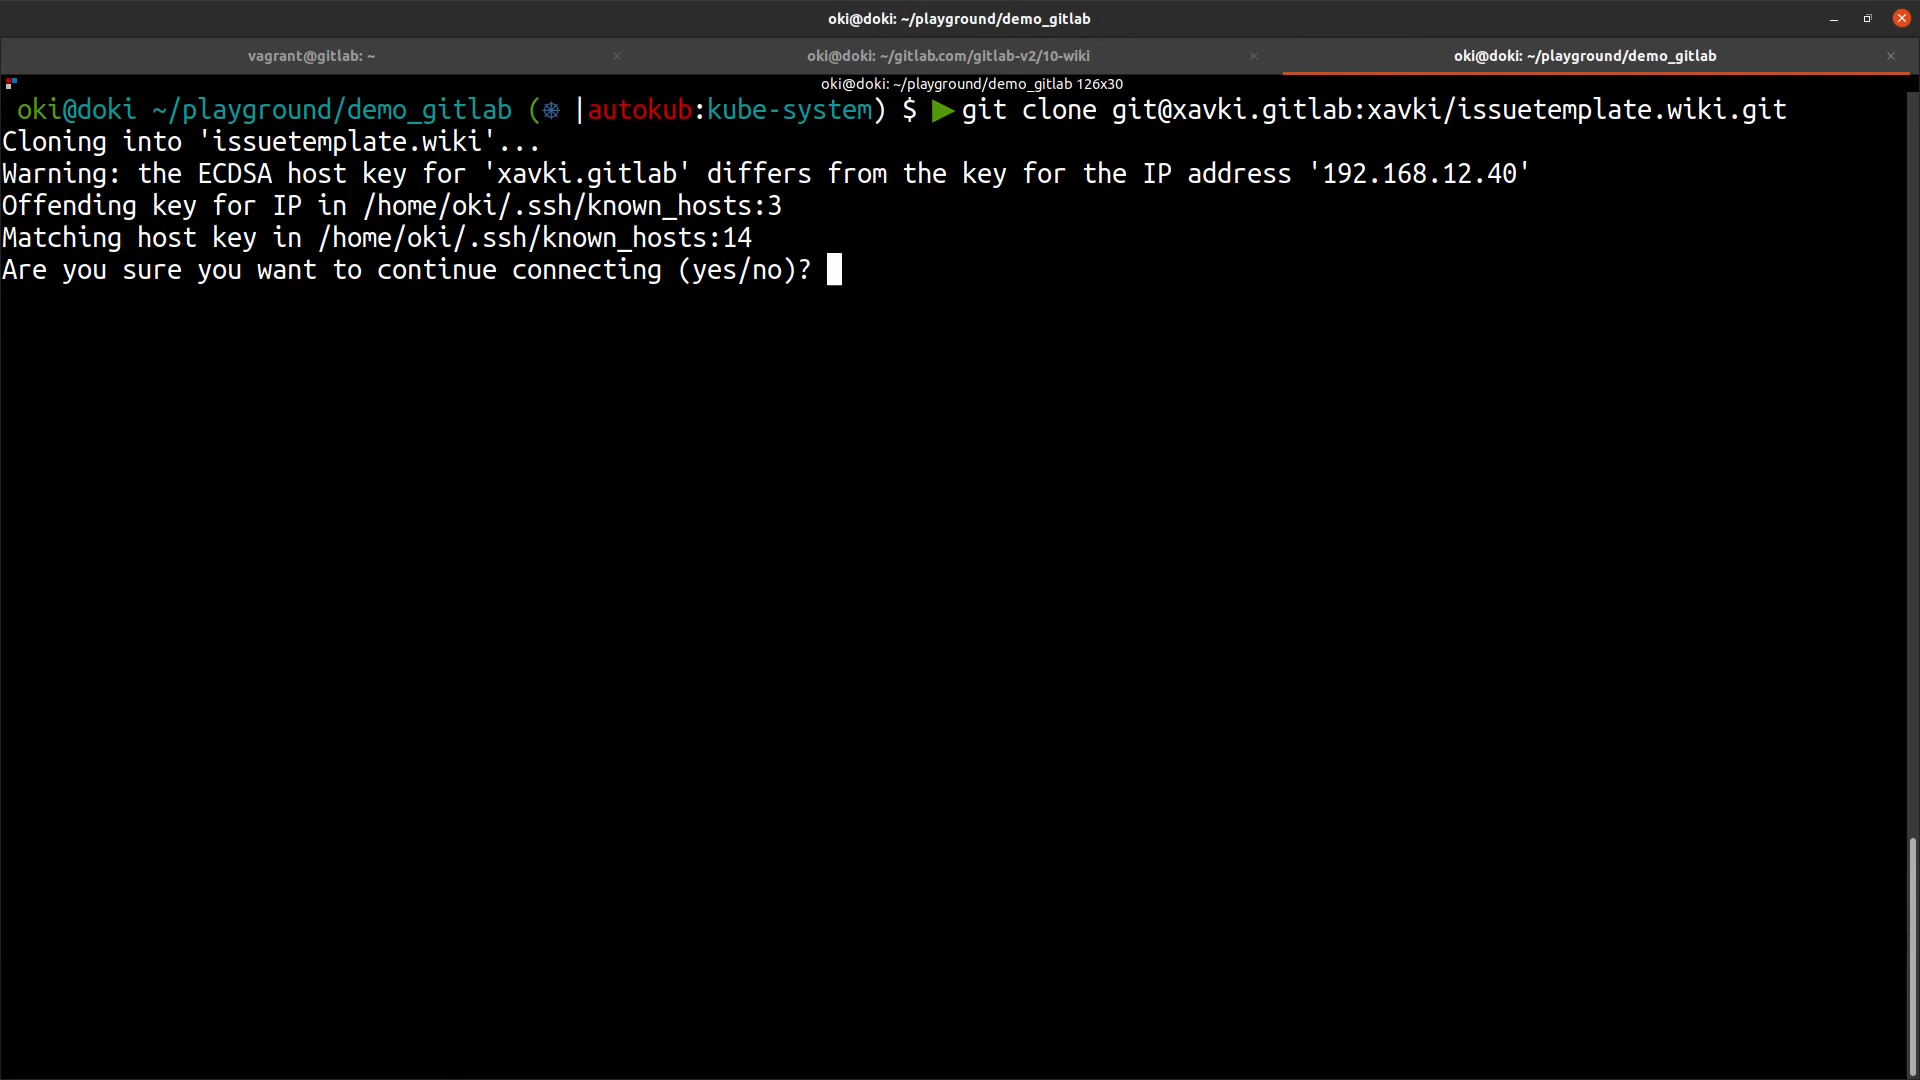 oki@doki: ~/playground/demo_gitlab
vagrant@gitlab: ~
oki@doki: ~/gitlab.com/gitlab-v2/10-wiki
oki@doki: ~/playground/demo_gitlab
oki@doki: ~/playground/demo_gitlab 126x30
oki@doki ~/playground/demo_gitlab (⎈ |autokub:kube-system) $ ▶git clone git@xavki.gitlab:xavki/issuetemplate.wiki.git
Cloning into 'issuetemplate.wiki'...
Warning: the ECDSA host key for 'xavki.gitlab' differs from the key for the IP address '192.168.12.40'
Offending key for IP in /home/oki/.ssh/known_hosts:3
Matching host key in /home/oki/.ssh/known_hosts:14
Are you sure you want to continue connecting (yes/no)?